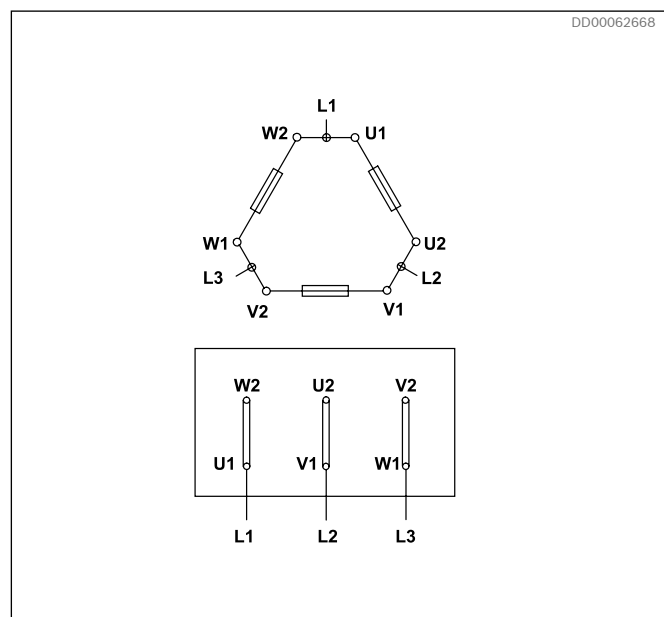 DD00062668
L1
W2 U1
W1 U2
L3 L2
V2 V1
W2 U2 V2
U1 V1 W1
L1 L2 L3